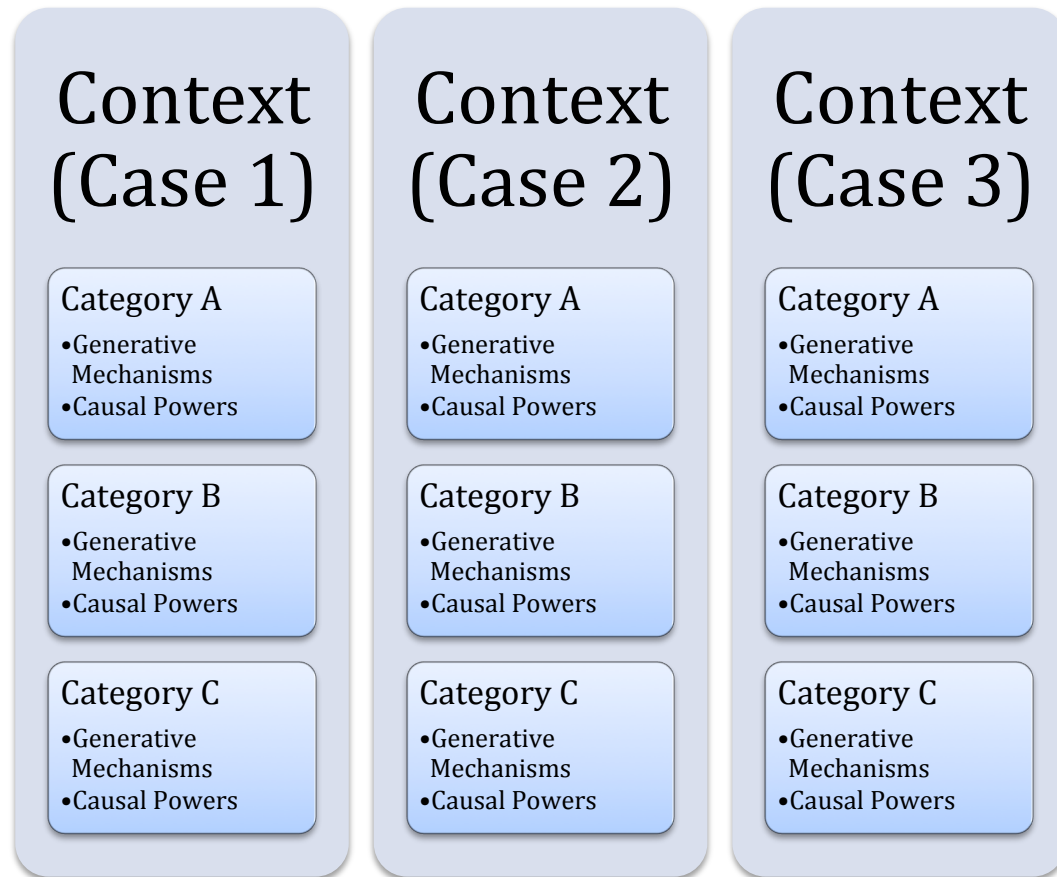 Context
(Case 1)
Category A
•Generative
Mechanisms
•Causal Powers
Category B
•Generative
Mechanisms
•Causal Powers
Category C
•Generative
Mechanisms
•Causal Powers
Context
(Case 2)
Category A
•Generative
Mechanisms
•Causal Powers
Category B
•Generative
Mechanisms
•Causal Powers
Category C
•Generative
Mechanisms
•Causal Powers
Context
(Case 3)
Category A
•Generative
Mechanisms
•Causal Powers
Category B
•Generative
Mechanisms
•Causal Powers
Category C
•Generative
Mechanisms
•Causal Powers